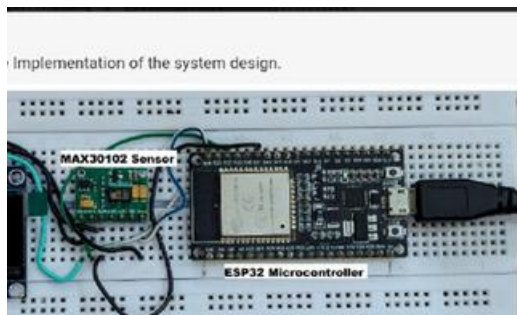 Implementation of the system design.
MAX30102 Sensor
ESP32 Microcontroller